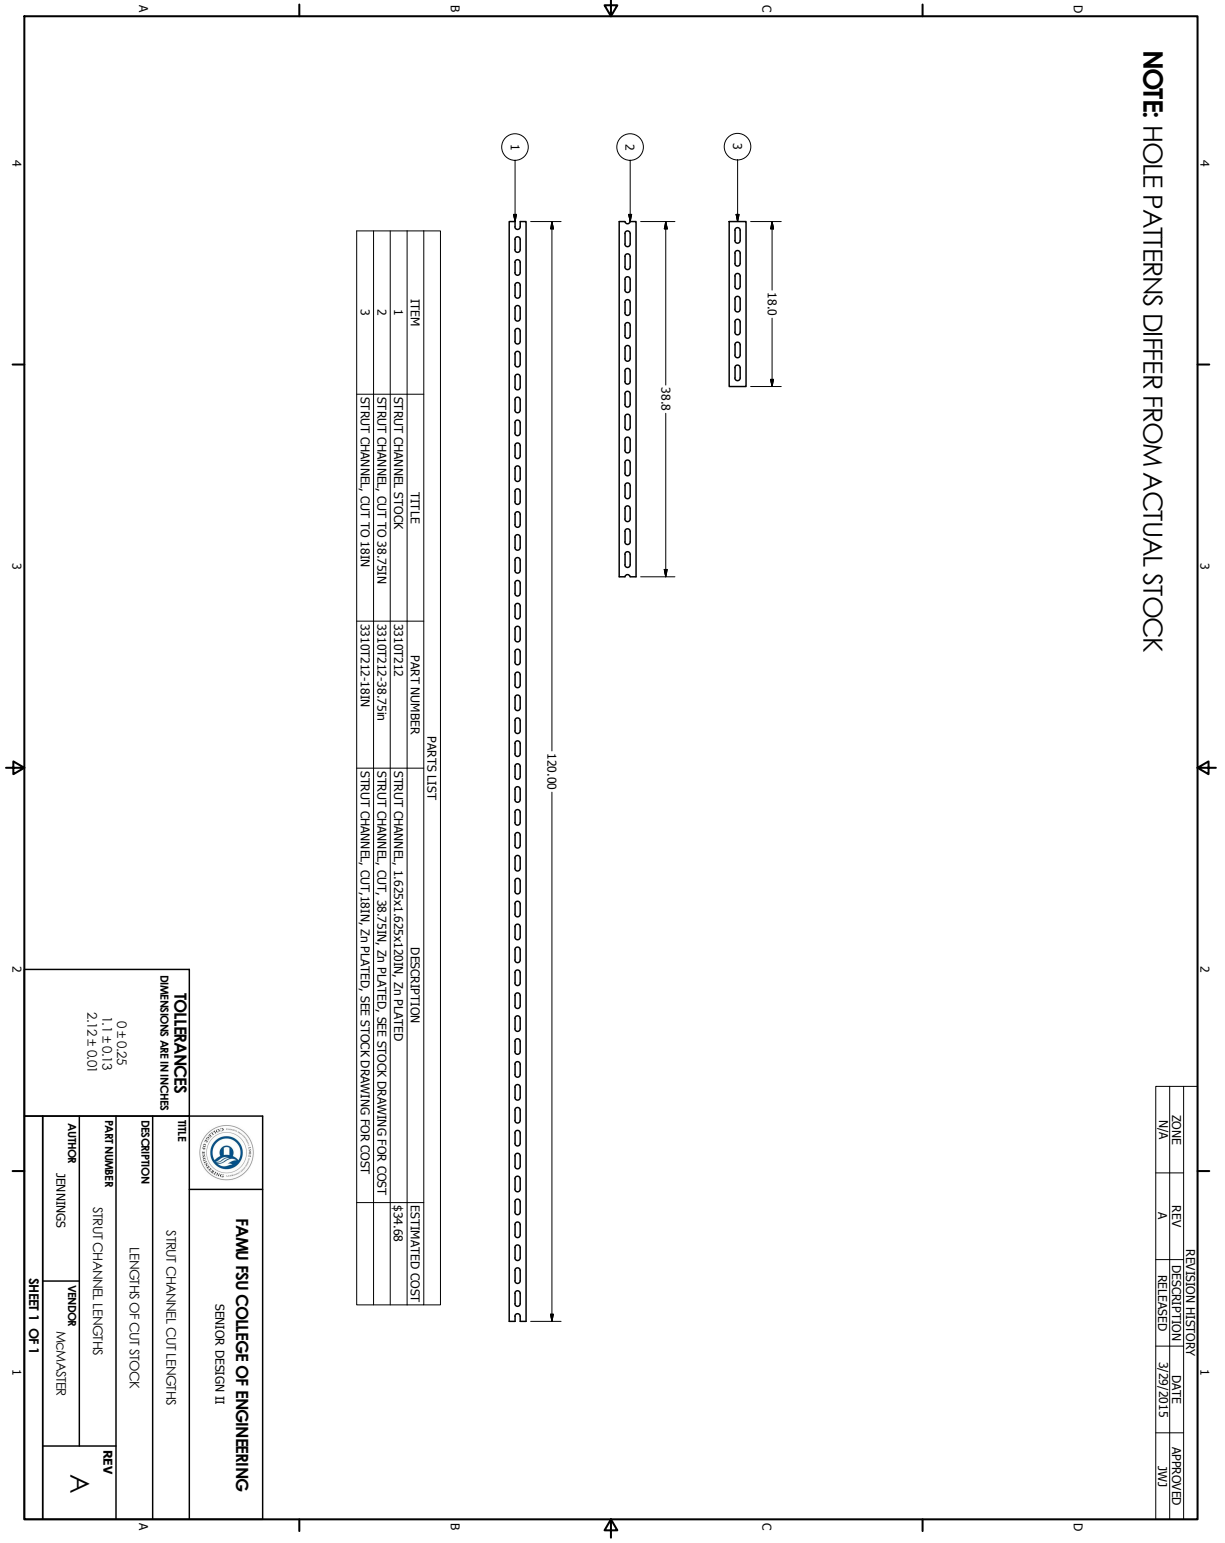 NOTE: HOLE PATTERNS DIFFER FROM ACTUAL STOCK
REVISION HISTORY
ZONE REV DESCRIPTION DATE APPROVED
N/A A RELEASED 3/29/2015 JWJ
4 3 2 1
D C B A
3
18.0
2
38.8
1
120.00
PARTS LIST
ITEM TITLE PART NUMBER DESCRIPTION ESTIMATED COST
1 STRUT CHANNEL STOCK 3310T212 STRUT CHANNEL, 1.625x1.625x120IN, Zn PLATED $34.68
2 STRUT CHANNEL, CUT TO 38.75IN 3310T212-38.75in STRUT CHANNEL, CUT, 38.75IN, Zn PLATED, SEE STOCK DRAWING FOR COST
3 STRUT CHANNEL, CUT TO 18IN 3310T212-18IN STRUT CHANNEL, CUT,18IN, Zn PLATED, SEE STOCK DRAWING FOR COST
FAMU FSU COLLEGE OF ENGINEERING
SENIOR DESIGN II
TOLLERANCES
DIMENSIONS ARE IN INCHES
0 ± 0.25
1.1 ± 0.13
2.12 ± 0.01
TITLE
STRUT CHANNEL CUT LENGTHS
DESCRIPTION
LENGTHS OF CUT STOCK
PART NUMBER
STRUT CHANNEL LENGTHS
REV
A
AUTHOR
JENNINGS
VENDOR
McMASTER
SHEET 1 OF 1
D C B A
4 3 2 1